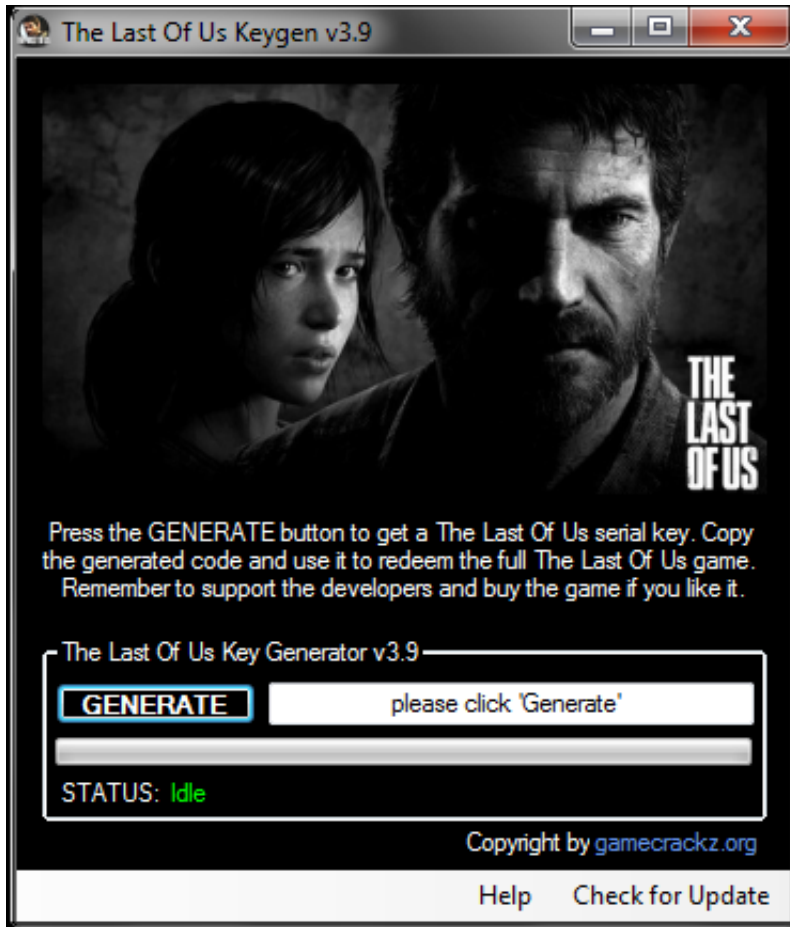 The Last Of Us Keygen v3.9
THE
LAST
OF US
Press the GENERATE button to get a The Last Of Us serial key. Copy
the generated code and use it to redeem the full The Last Of Us game.
Remember to support the developers and buy the game if you like it.
The Last Of Us Key Generator v3.9
GENERATE
please click 'Generate'
STATUS: Idle
Copyright by gamecrackz.org
Help
Check for Update